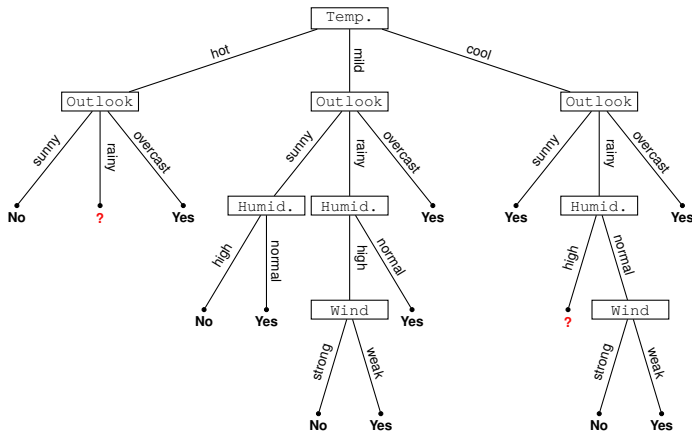 Temp.
hot
mild
cool
Outlook
Outlook
Outlook
sunny
rainy
overcast
sunny
rainy
overcast
sunny
rainy
overcast
No
?
Yes
Humid.
Humid.
Yes
Yes
Humid.
Yes
high
normal
high
normal
high
normal
No
Yes
Wind
Yes
?
Wind
strong
weak
strong
weak
No
Yes
No
Yes